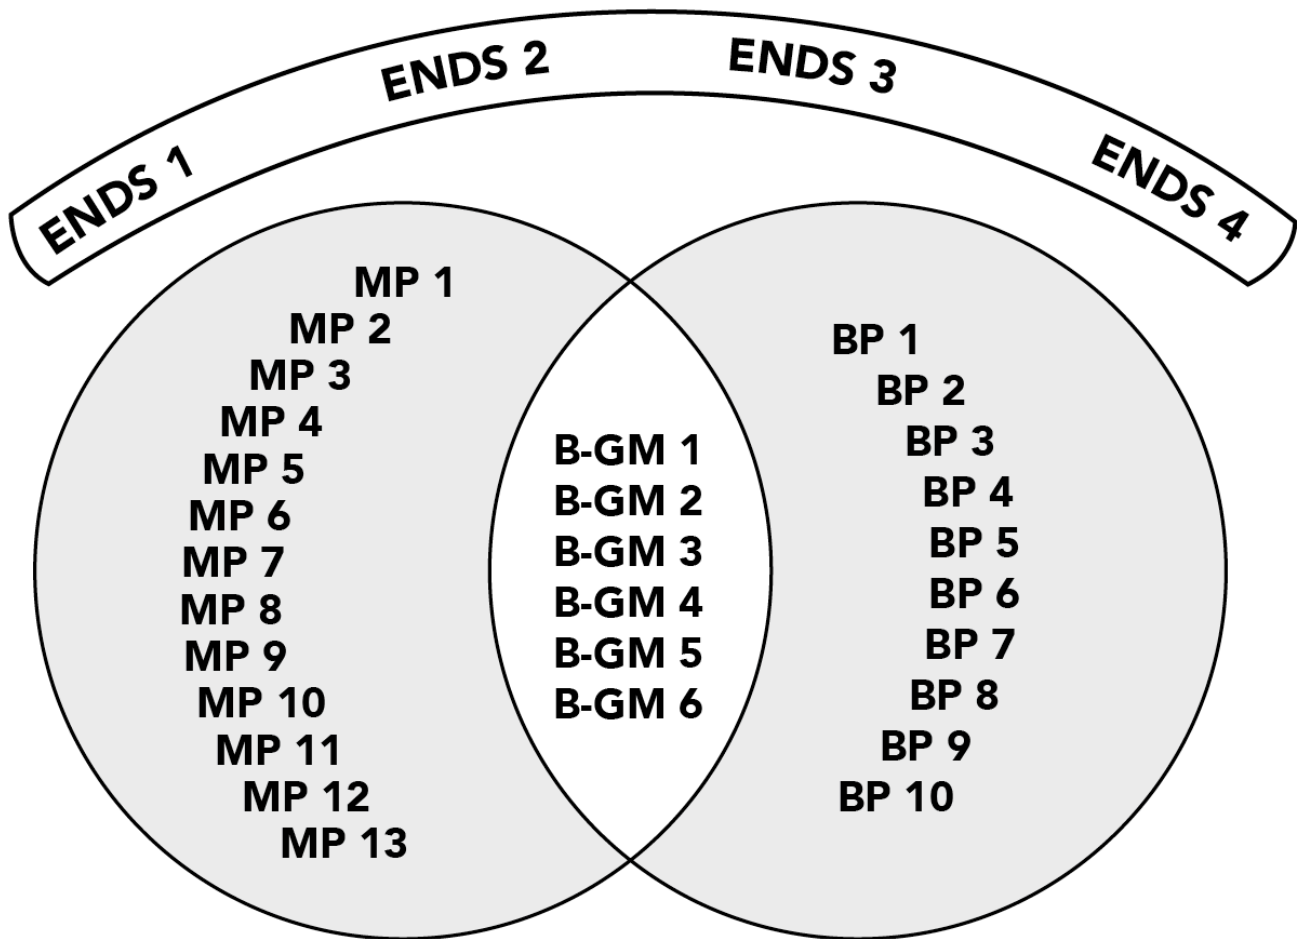 ENDS 1
ENDS 2
ENDS 3
ENDS 4
MP 1
MP 2
MP 3
MP 4
MP 5
MP 6
MP 7
MP 8
MP 9
MP 10
MP 11
MP 12
MP 13
B-GM 1
B-GM 2
B-GM 3
B-GM 4
B-GM 5
B-GM 6
BP 1
BP 2
BP 3
BP 4
BP 5
BP 6
BP 7
BP 8
BP 9
BP 10